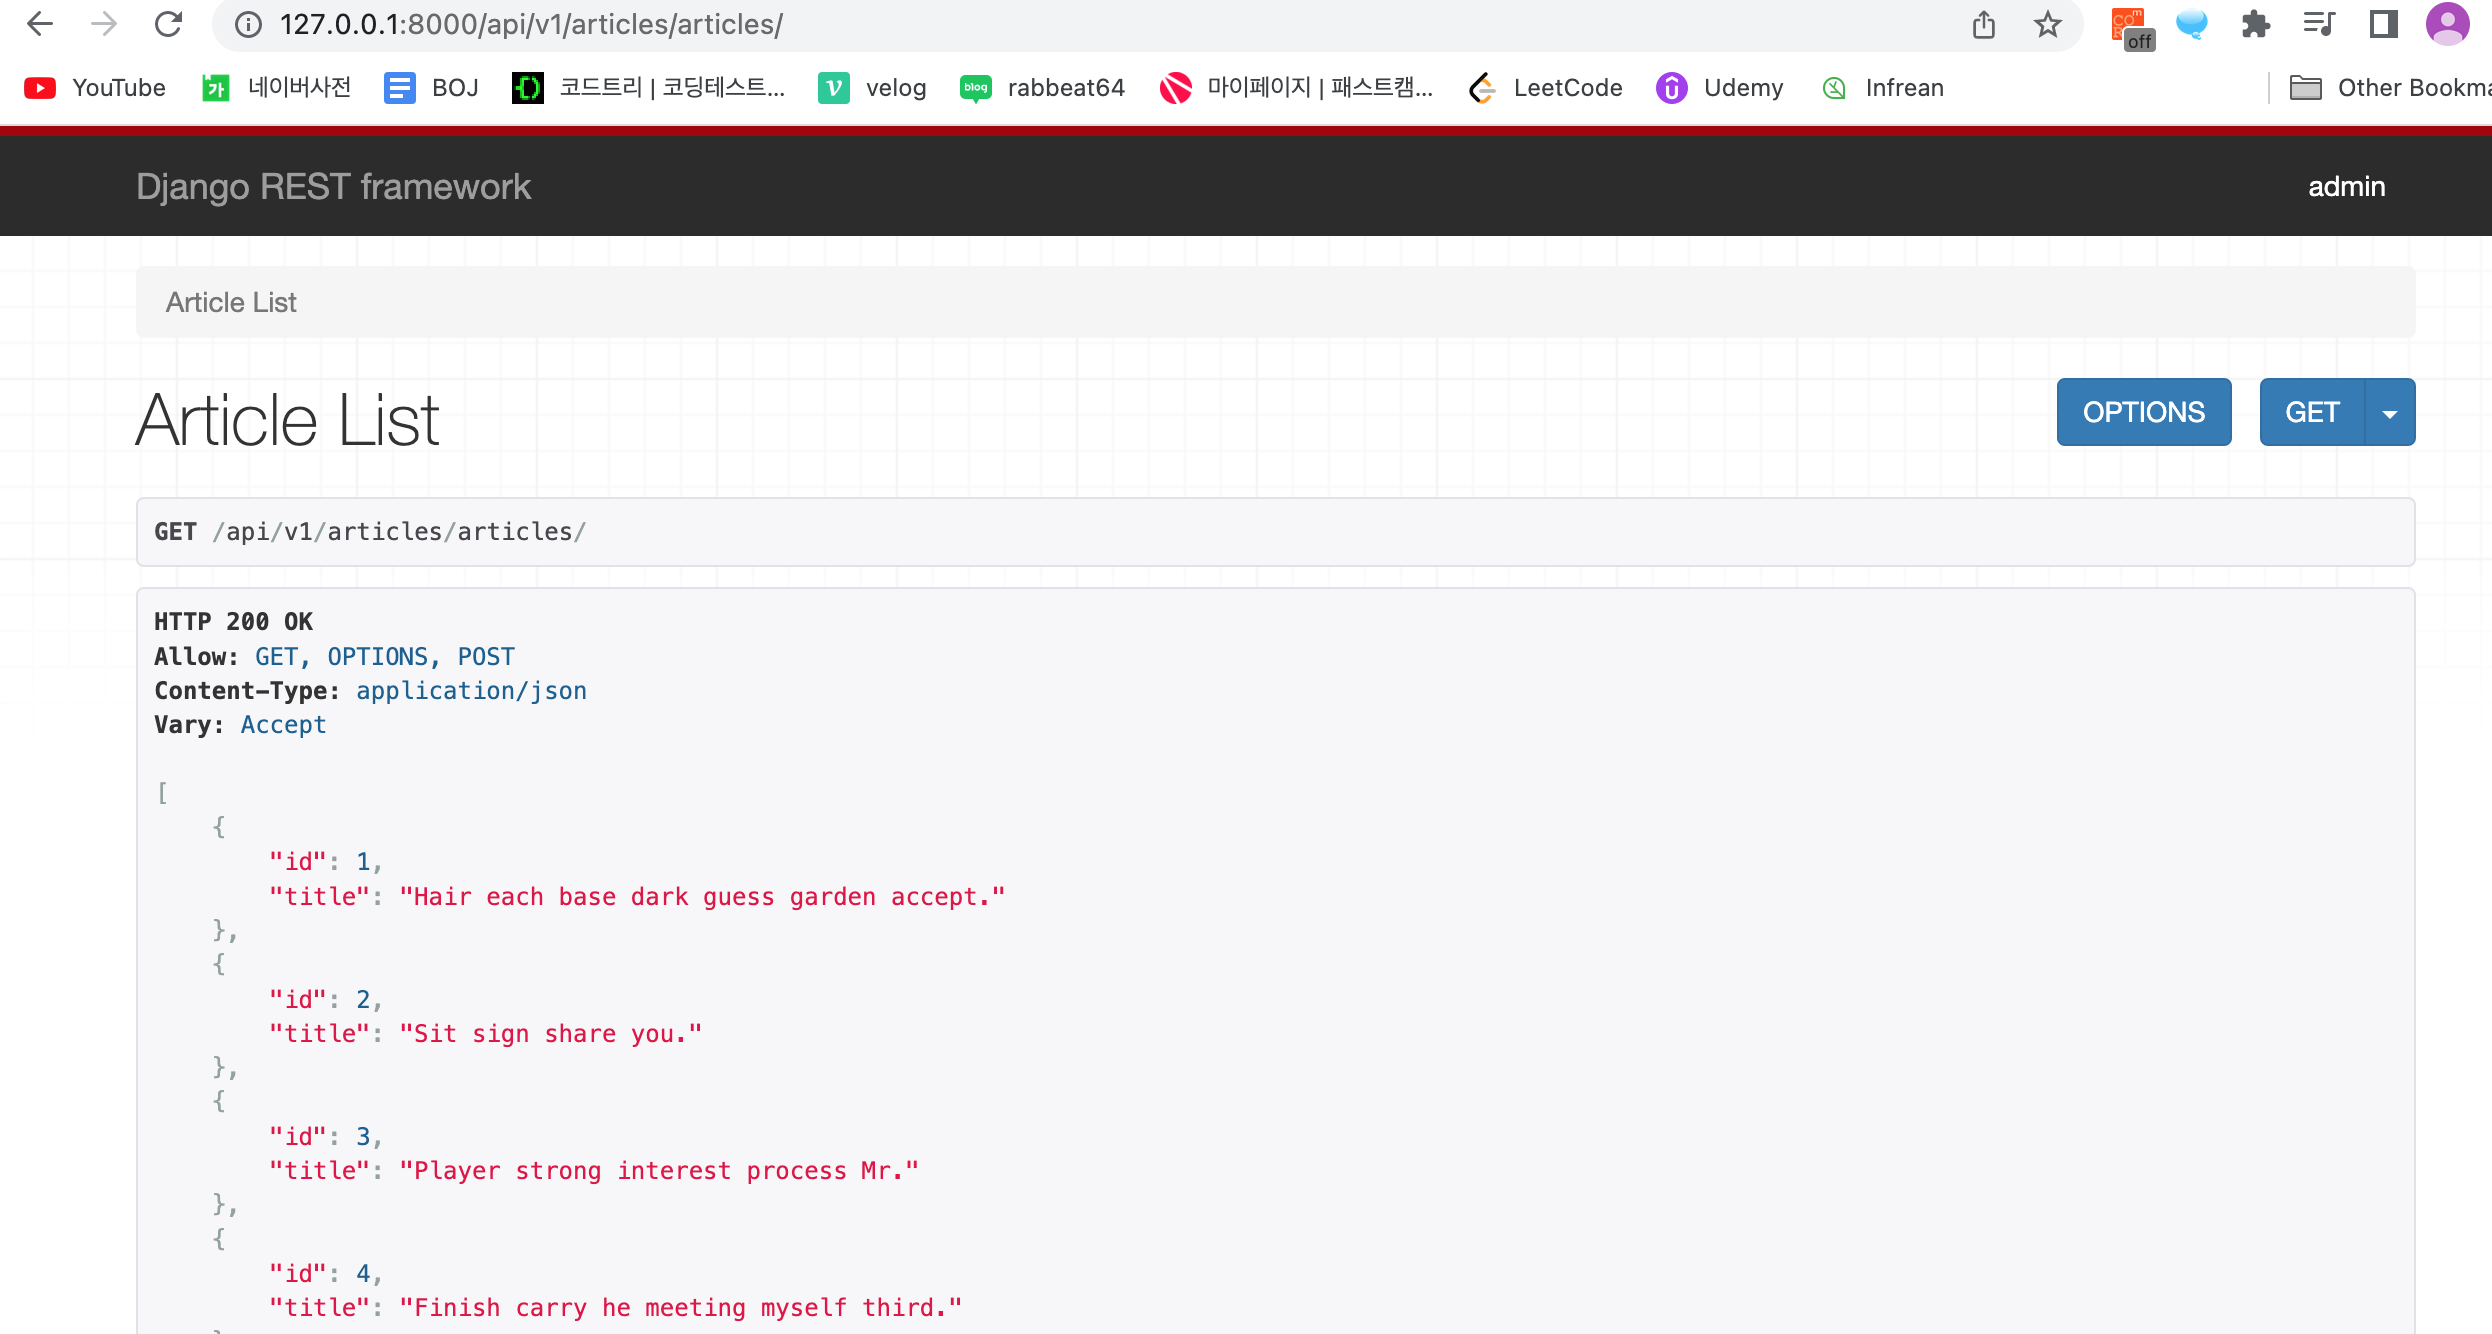 127.0.0.1:8000/api/v1/articles/articles/
off
YouTube 네이버사전 BOJ 코드트리 | 코딩테스트... velog rabbeat64 마이페이지 | 패스트캠... LeetCode Udemy Infrean Other Bookma
Django REST framework admin
Article List
Article List OPTIONS GET
GET /api/v1/articles/articles/
HTTP 200 OK
Allow: GET, OPTIONS, POST
Content-Type: application/json
Vary: Accept
[
{
"id": 1,
"title": "Hair each base dark guess garden accept."
},
{
"id": 2,
"title": "Sit sign share you."
},
{
"id": 3,
"title": "Player strong interest process Mr."
},
{
"id": 4,
"title": "Finish carry he meeting myself third."